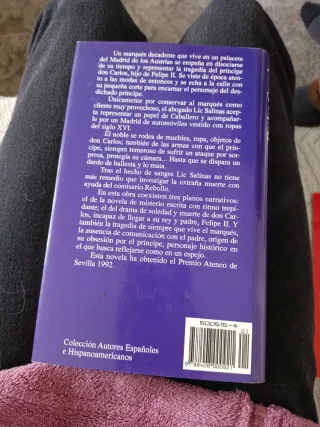 Un marqués decadente que vive en un palacete
del Madrid de los Austrias se empeña en disociarse
de su tiempo y representar la tragedia del príncipe
don Carlos, hijo de Felipe II. Se viste de época aten-
to a las modas de entonces y se echa a la calle con
su pequeña corte para encarnar el personaje del des-
dichado príncipe.
Únicamente por conservar al marqués como
cliente muy provechoso, el abogado Lic Salinas acep-
ta representar un papel de Caballero y acompañar-
le por un Madrid de automóviles vestido con ropas
del siglo XVI.
El noble se rodea de muebles, ropa, objetos de
don Carlos; también de las armas con que el prín-
cipe, siempre temeroso de sufrir un ataque por sor-
presa, protegía su cámara... Hasta que se dispara un
dardo de ballesta y lo mata.
Tras el hecho de sangre Lic Salinas no tiene
más remedio que investigar la extraña muerte con
ayuda del comisario Rebollo.
En esta obra coexisten tres planos narrativos:
el de la novela de misterio escrita con ritmo trepi-
dante; el del drama de soledad y muerte de don Car-
los, incapaz de llegar a su rey y padre, Felipe II. Y
también la tragedia de siempre que vive el marqués,
la ausencia de comunicación con el padre, origen de
su obsesión por el príncipe, personaje histórico en
el que busca reflejarse como en un espejo.
Esta novela ha obtenido el Premio Ateneo de
Sevilla 1992.
Colección Autores Españoles
e Hispanoamericanos
500515-4
01